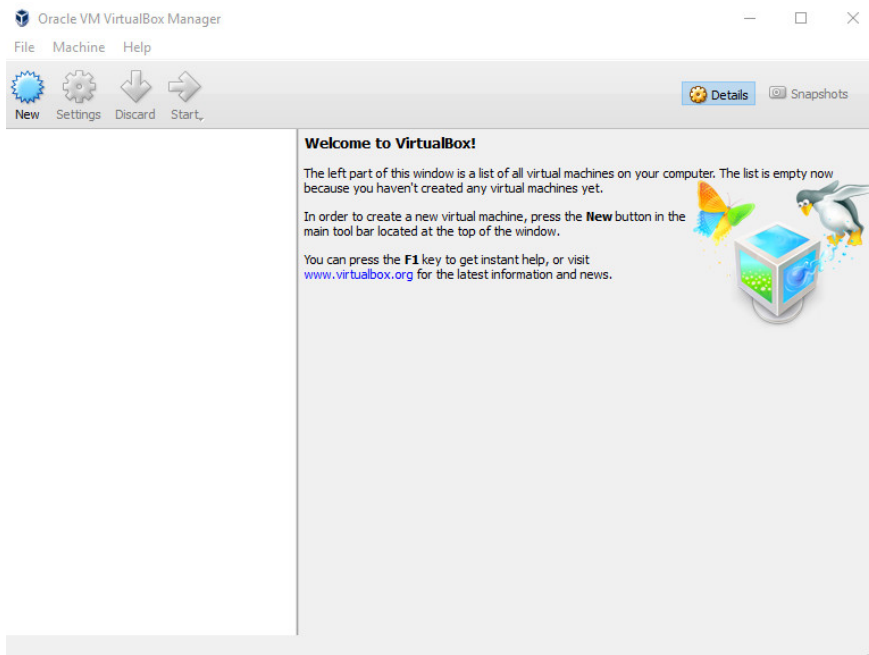 Oracle VM VirtualBox Manager
File Machine Help
New Settings Discard Start
Details Snapshots
Welcome to VirtualBox!
The left part of this window is a list of all virtual machines on your computer. The list is empty now
because you haven't created any virtual machines yet.
In order to create a new virtual machine, press the New button in the
main tool bar located at the top of the window.
You can press the F1 key to get instant help, or visit
www.virtualbox.org for the latest information and news.